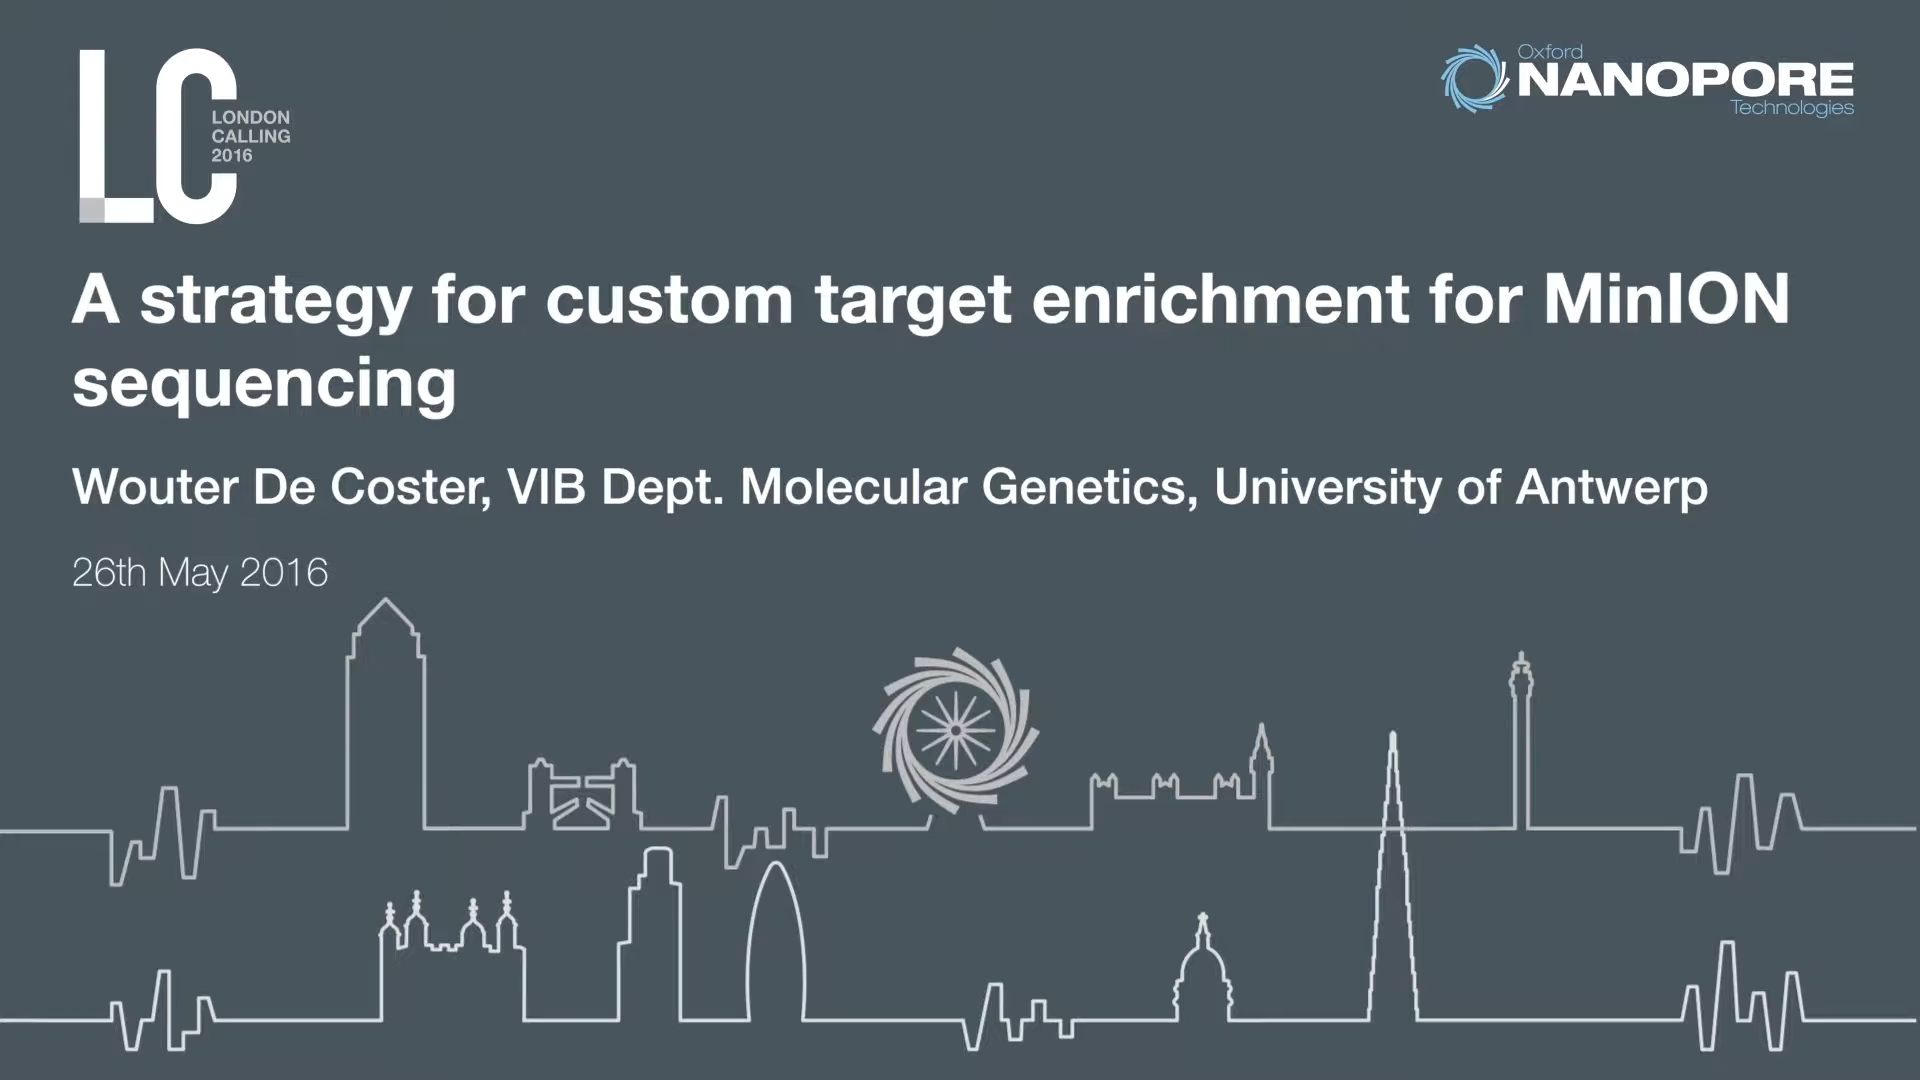 LC
LONDON
CALLING
2016
Oxford
NANOPORE
Technologies
A strategy for custom target enrichment for MinION
sequencing
Wouter De Coster, VIB Dept. Molecular Genetics, University of Antwerp
26th May 2016